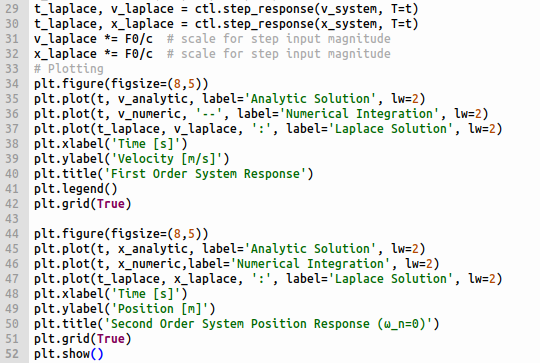 29 t_laplace, v_laplace = ctl.step_response(v_system, T=t)
30 t_laplace, x_laplace = ctl.step_response(x_system, T=t)
31 v_laplace *= F0/c  # scale for step input magnitude
32 x_laplace *= F0/c  # scale for step input magnitude
33 # Plotting
34 plt.figure(figsize=(8,5))
35 plt.plot(t, v_analytic, label='Analytic Solution', lw=2)
36 plt.plot(t, v_numeric, '--', label='Numerical Integration', lw=2)
37 plt.plot(t_laplace, v_laplace, ':', label='Laplace Solution', lw=2)
38 plt.xlabel('Time [s]')
39 plt.ylabel('Velocity [m/s]')
40 plt.title('First Order System Response')
41 plt.legend()
42 plt.grid(True)
43
44 plt.figure(figsize=(8,5))
45 plt.plot(t, x_analytic, label='Analytic Solution', lw=2)
46 plt.plot(t, x_numeric,label='Numerical Integration', lw=2)
47 plt.plot(t_laplace, x_laplace, ':', label='Laplace Solution', lw=2)
48 plt.xlabel('Time [s]')
49 plt.ylabel('Position [m]')
50 plt.title('Second Order System Position Response (ω_n=0)')
51 plt.grid(True)
52 plt.show()